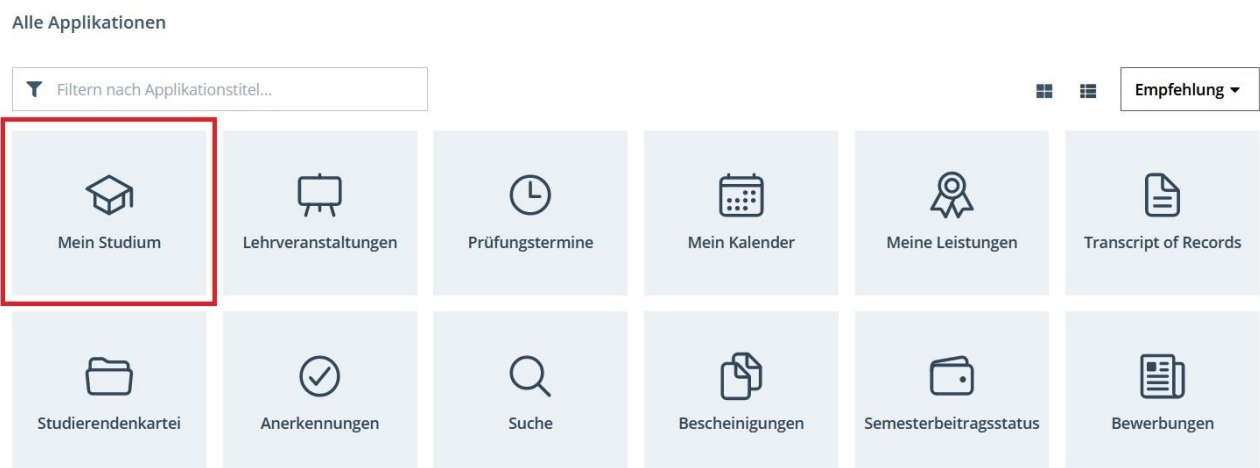 Alle Applikationen
Filtern nach Applikationstitel...
Empfehlung
Mein Studium
Lehrveranstaltungen
Prüfungstermine
Mein Kalender
Meine Leistungen
Transcript of Records
Studierendenkartei
Anerkennungen
Suche
Bescheinigungen
Semesterbeitragsstatus
Bewerbungen